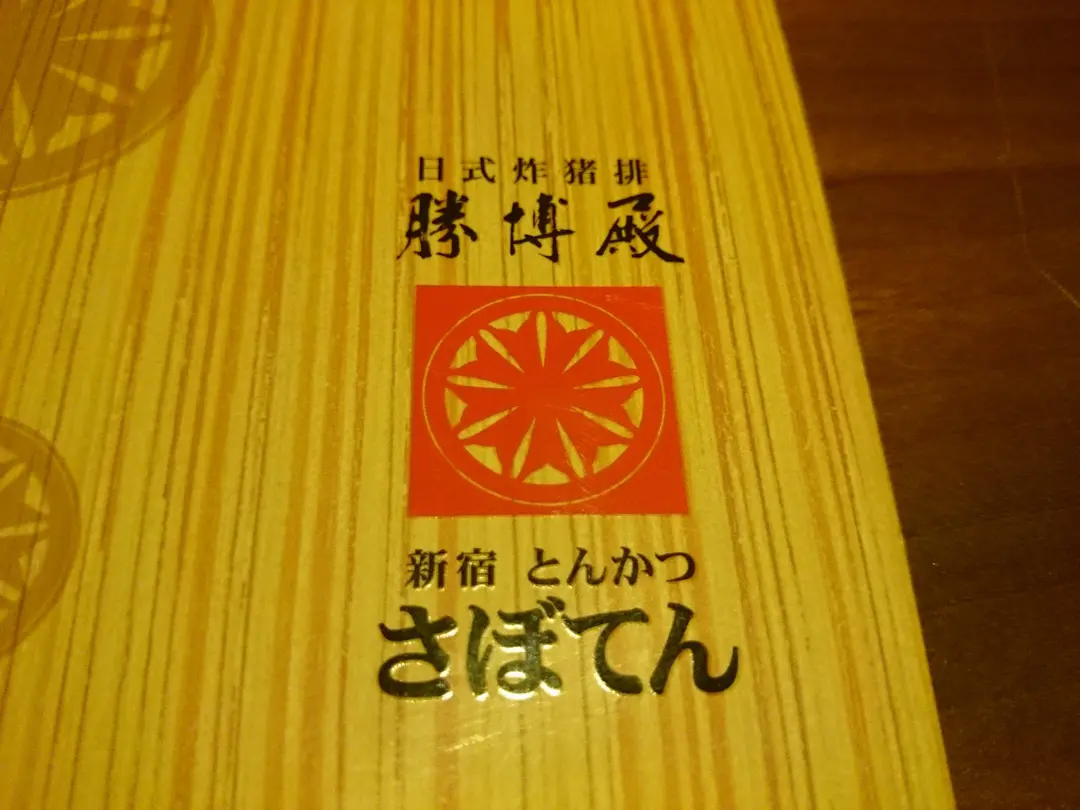 日式炸猪排
勝博殿
新宿 とんかつ
さぼてん